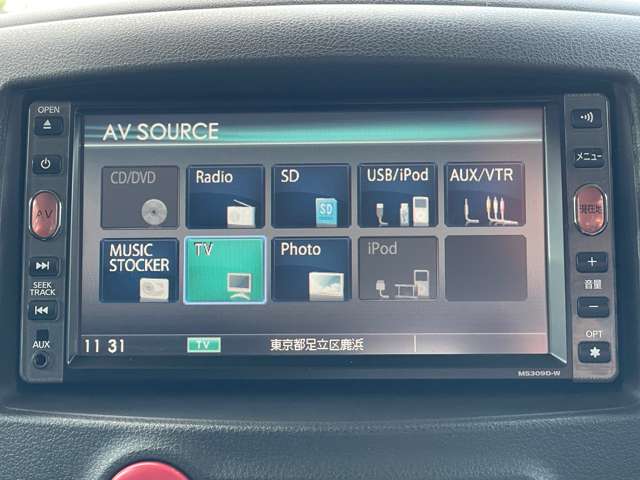 OPEN
AV SOURCE
メニュー
CD/DVD
Radio
SD
USB/iPod
AUX/VTR
SD
AV
現在地
MUSIC STOCKER
TV
Photo
iPod
SEEK
TRACK
音量
AUX
11 31
TV
東京都足立区鹿浜
OPT
MS309D-W